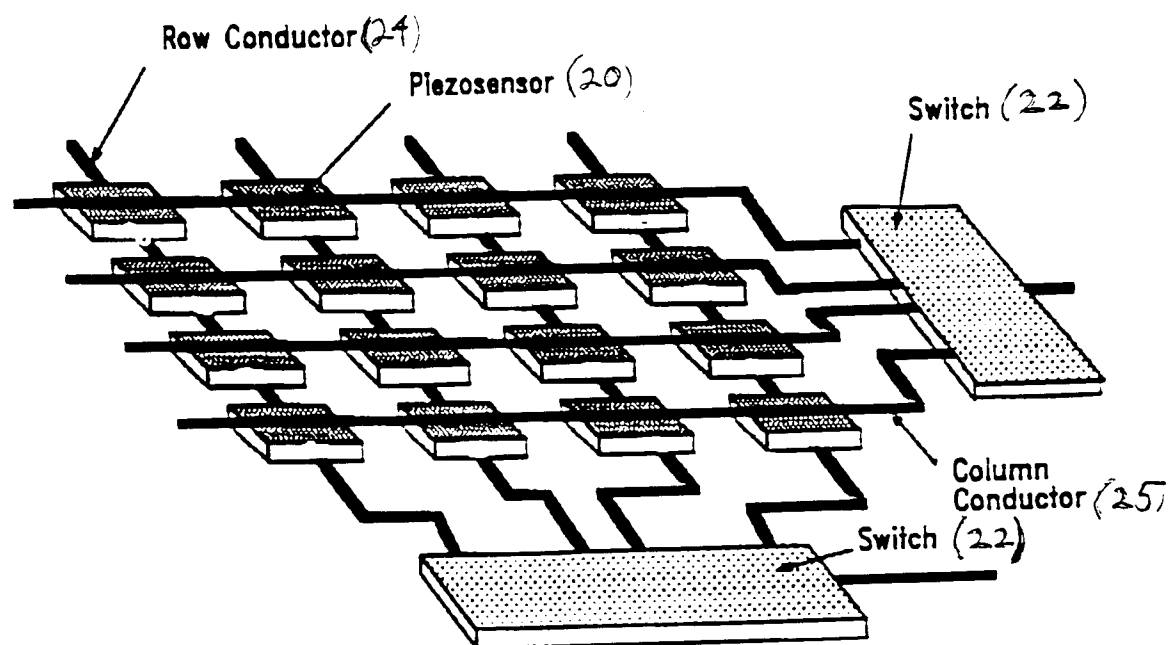 Row Conductor (24)
Piezosensor (20)
Switch (22)
Column
Conductor (25)
Switch (22)